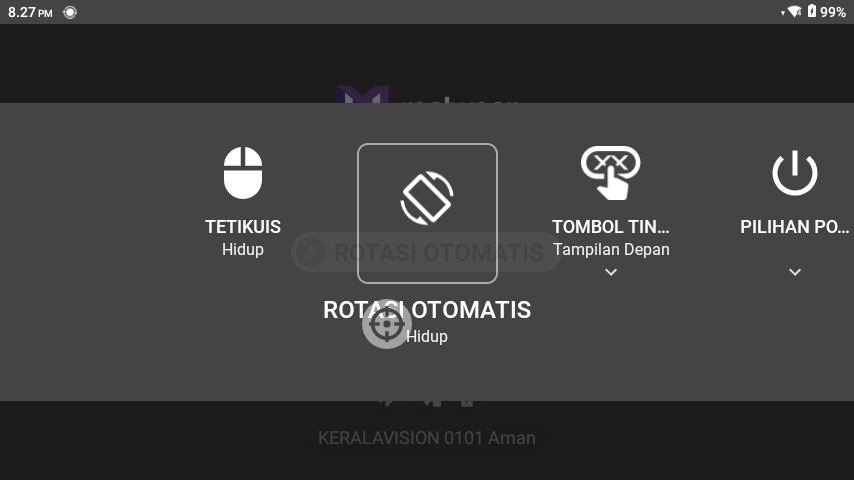 8.27 PM
99%
TETIKUIS
Hidup
ROTASI OTOMATIS
ROTASI OTOMATIS
Hidup
TOMBOL TIN...
Tampilan Depan
PILIHAN PO...
KERALAVISION 0101 Aman